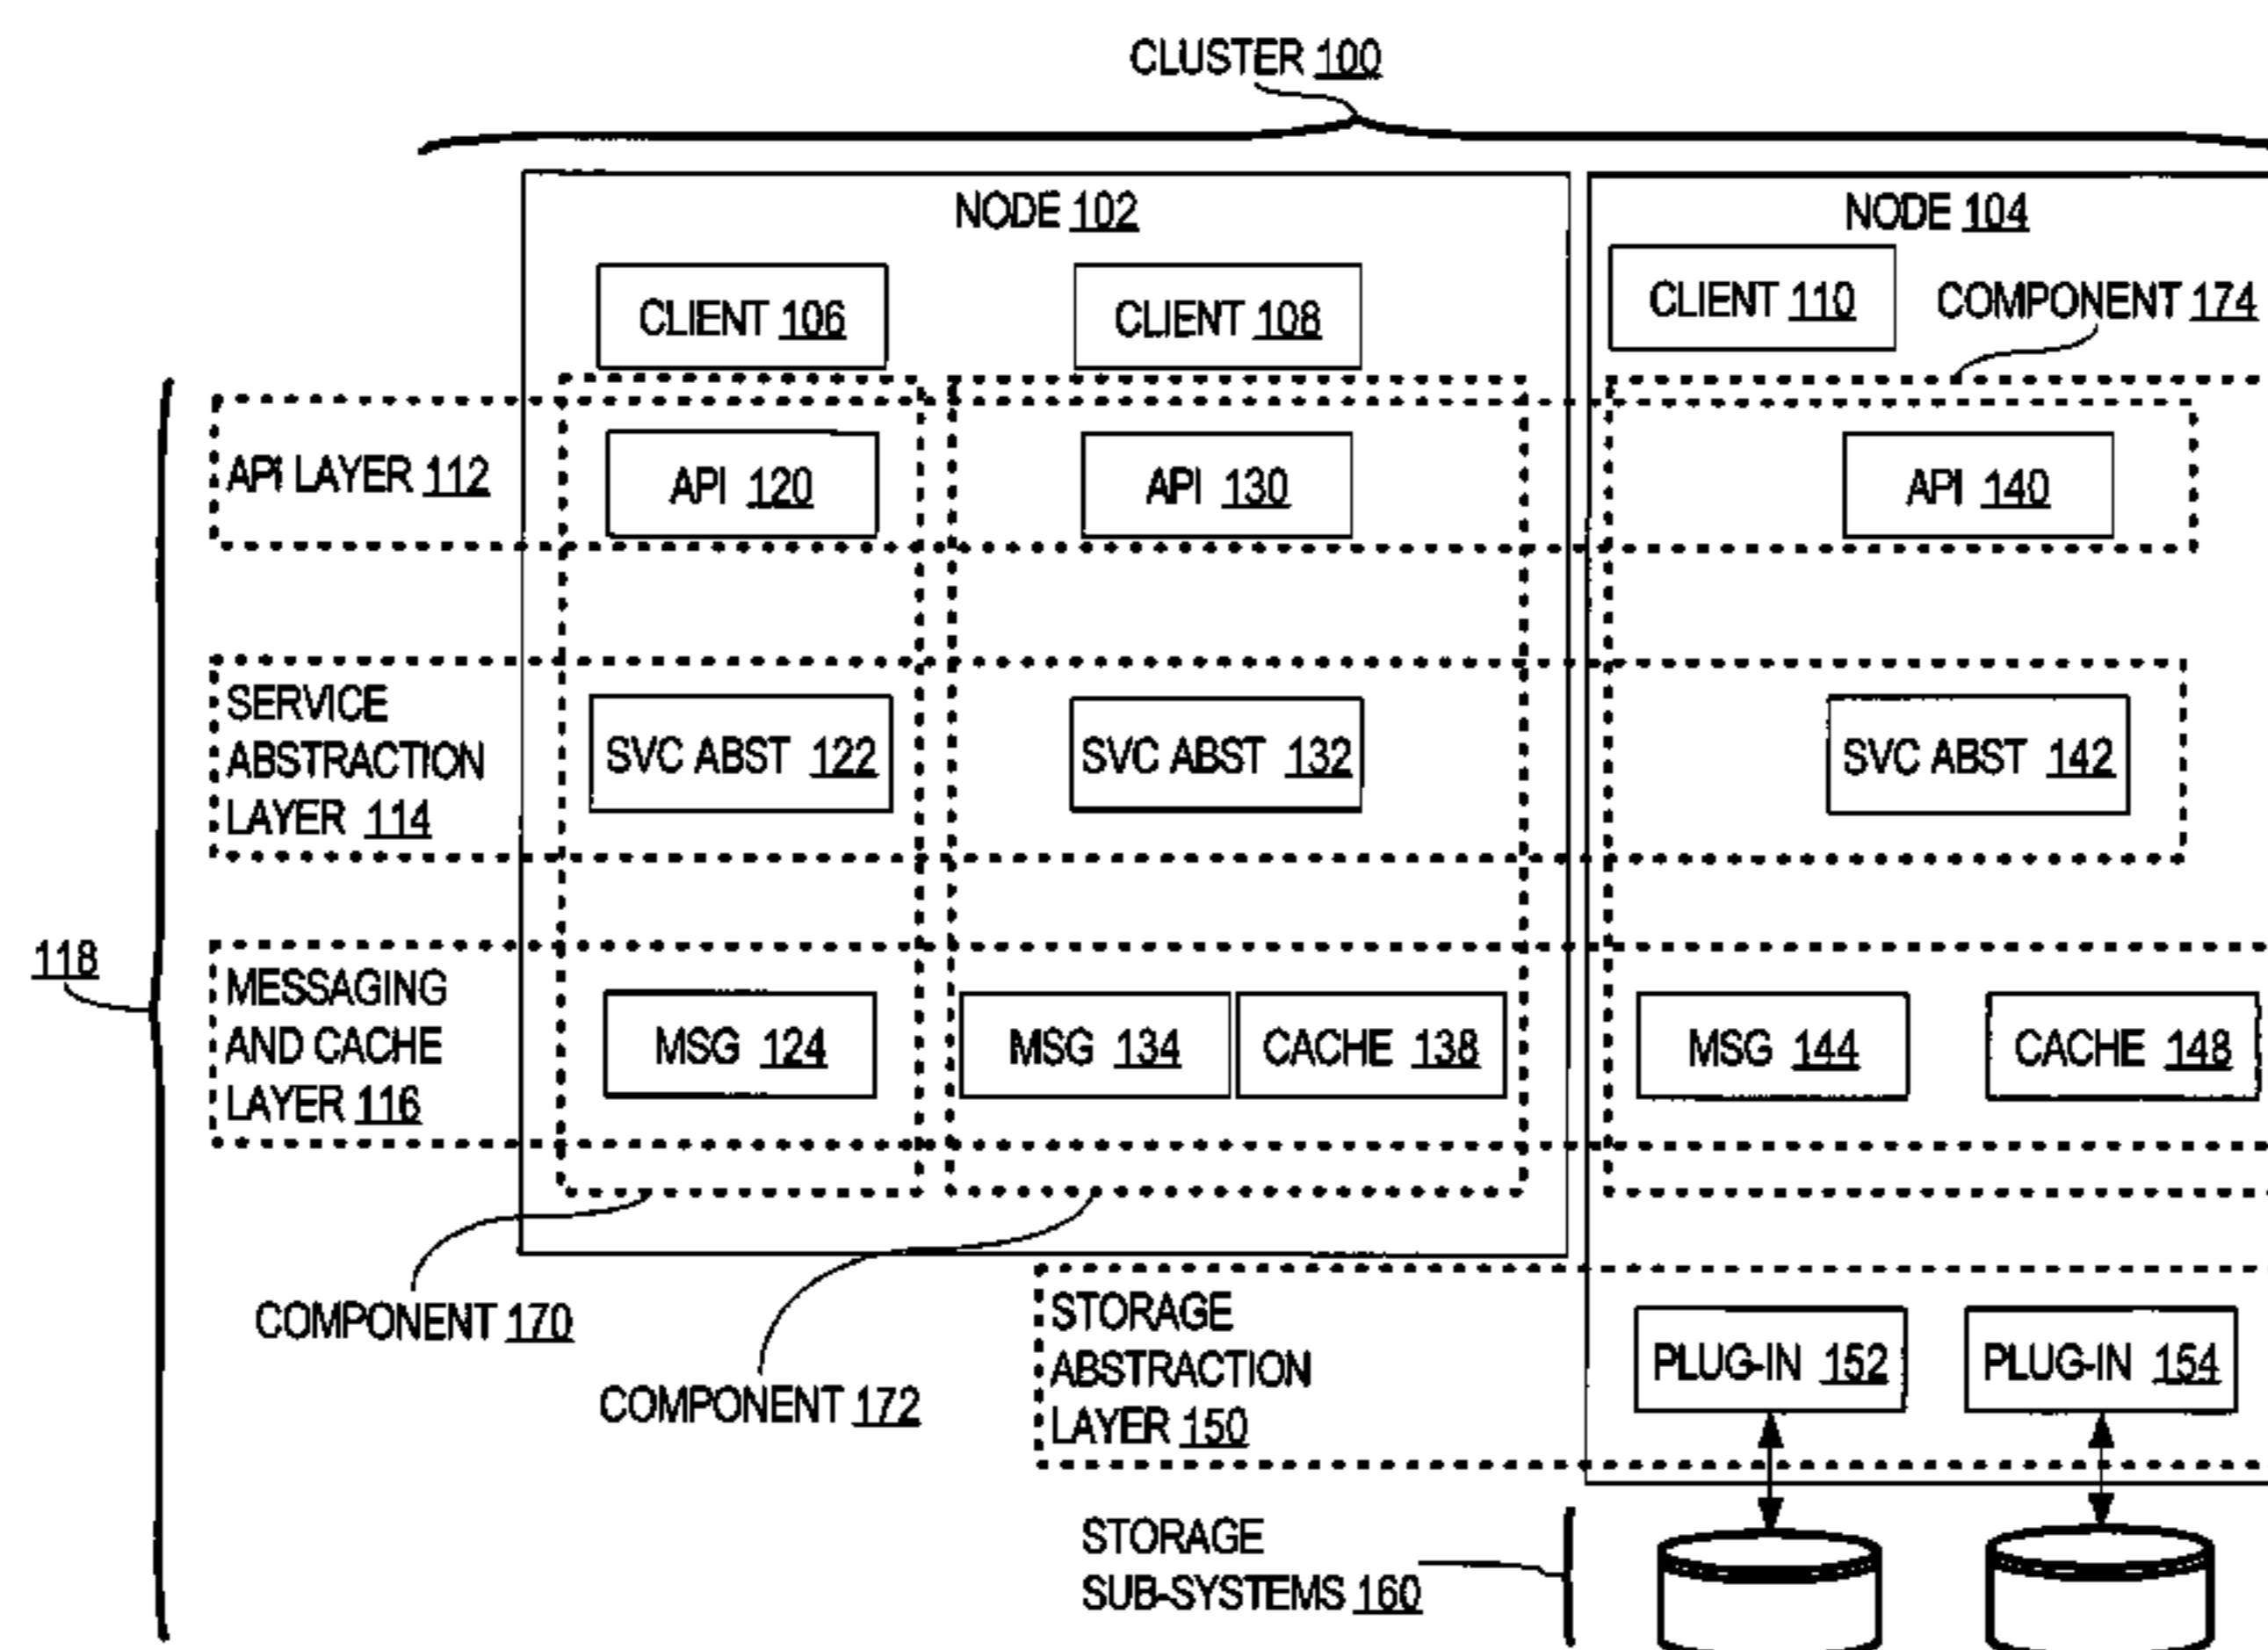 CLUSTER 100
NODE 102
NODE 104
CLIENT 106
CLIENT 108
CLIENT 110
COMPONENT 174
API LAYER 112
API 120
API 130
API 140
SERVICE
ABSTRACTION
LAYER 114
SVC ABST 122
SVC ABST 132
SVC ABST 142
118
MESSAGING
AND CACHE
LAYER 116
MSG 124
MSG 134
CACHE 138
MSG 144
CACHE 148
COMPONENT 170
COMPONENT 172
STORAGE
ABSTRACTION
LAYER 150
PLUG-IN 152
PLUG-IN 154
STORAGE
SUB-SYSTEMS 160